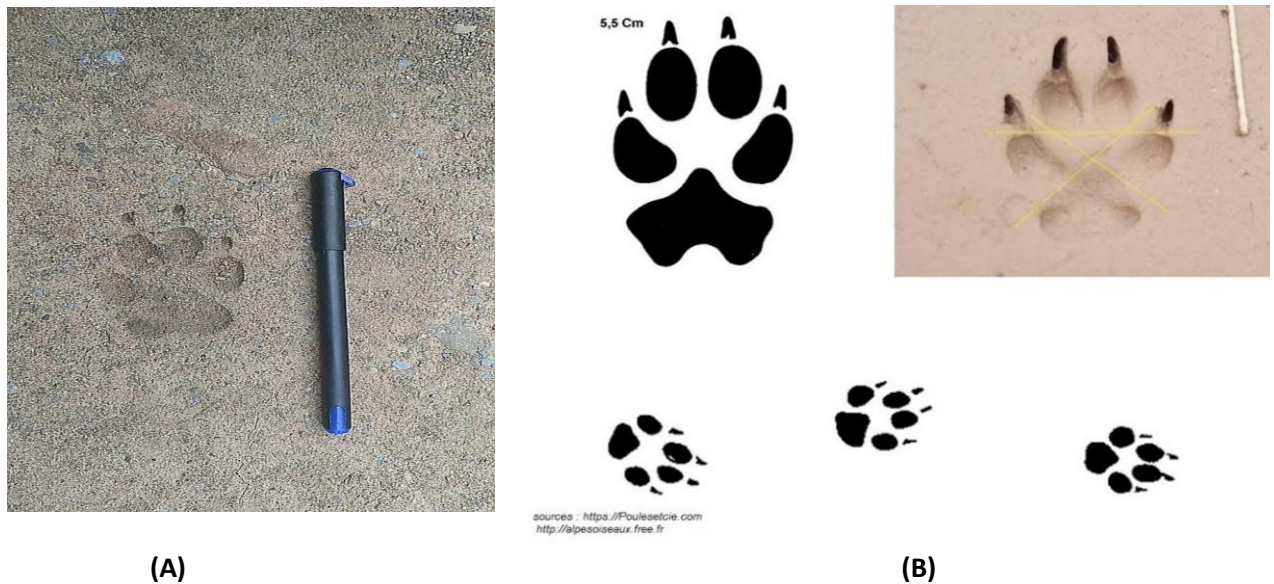 5,5 Cm
sources : https://Poulesetcie.com
http://alpesoiseaux.free.fr
(A)
(B)